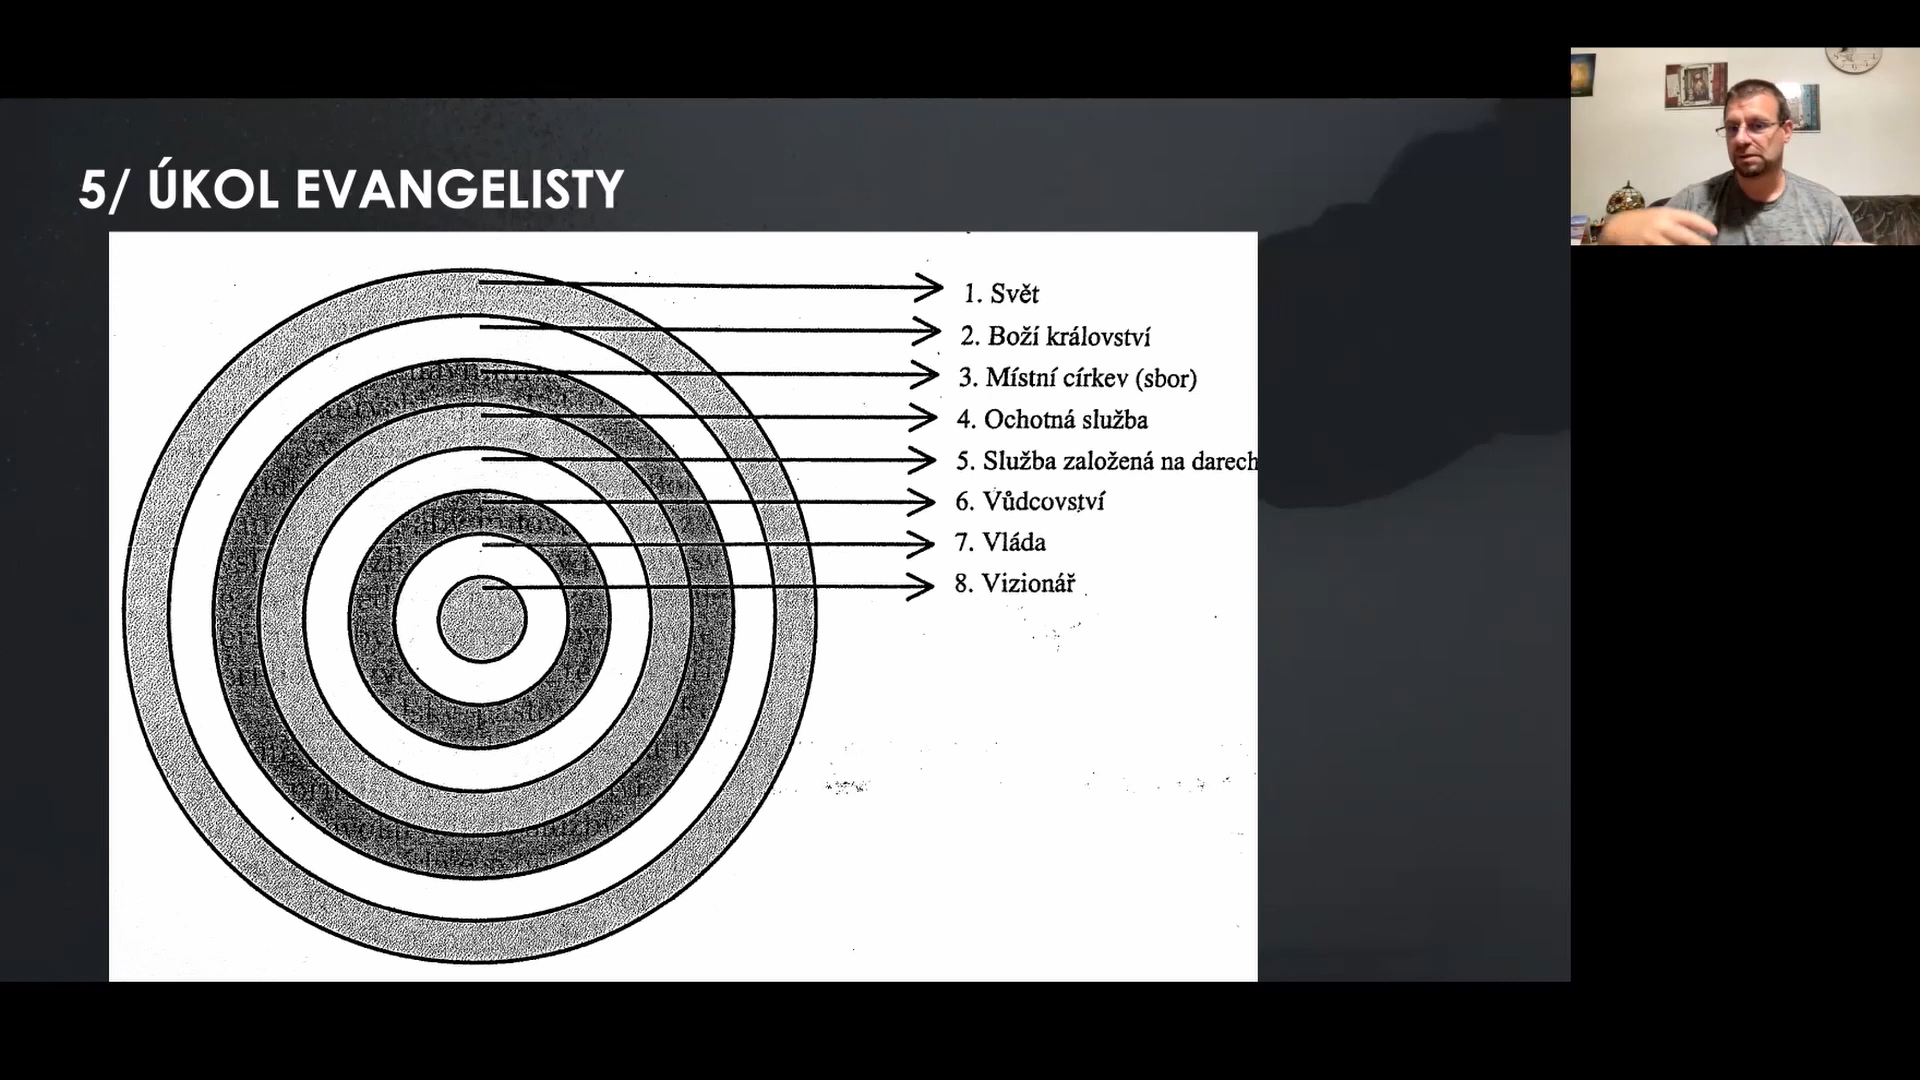 5/ ÚKOL EVANGELISTY
1. Svět
2. Boží království
3. Místní církev (sbor)
4. Ochotná služba
5. Služba založená na darech
6. Vůdcovství
7. Vláda
8. Vizionář